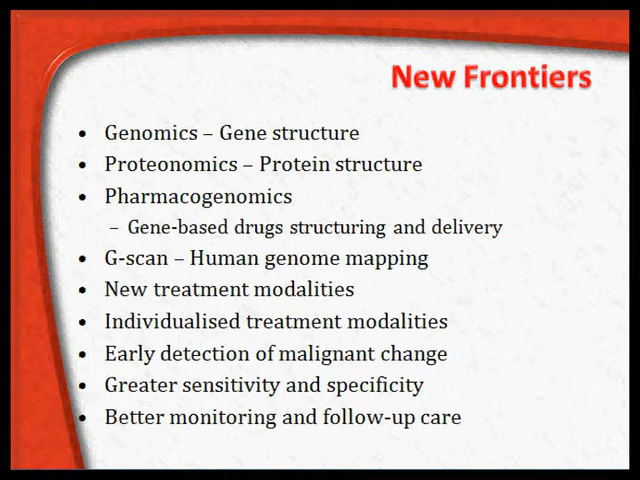 New Frontiers
• Genomics – Gene structure
• Proteonomics – Protein structure
• Pharmacogenomics
– Gene-based drugs structuring and delivery
• G-scan – Human genome mapping
• New treatment modalities
• Individualised treatment modalities
• Early detection of malignant change
• Greater sensitivity and specificity
• Better monitoring and follow-up care